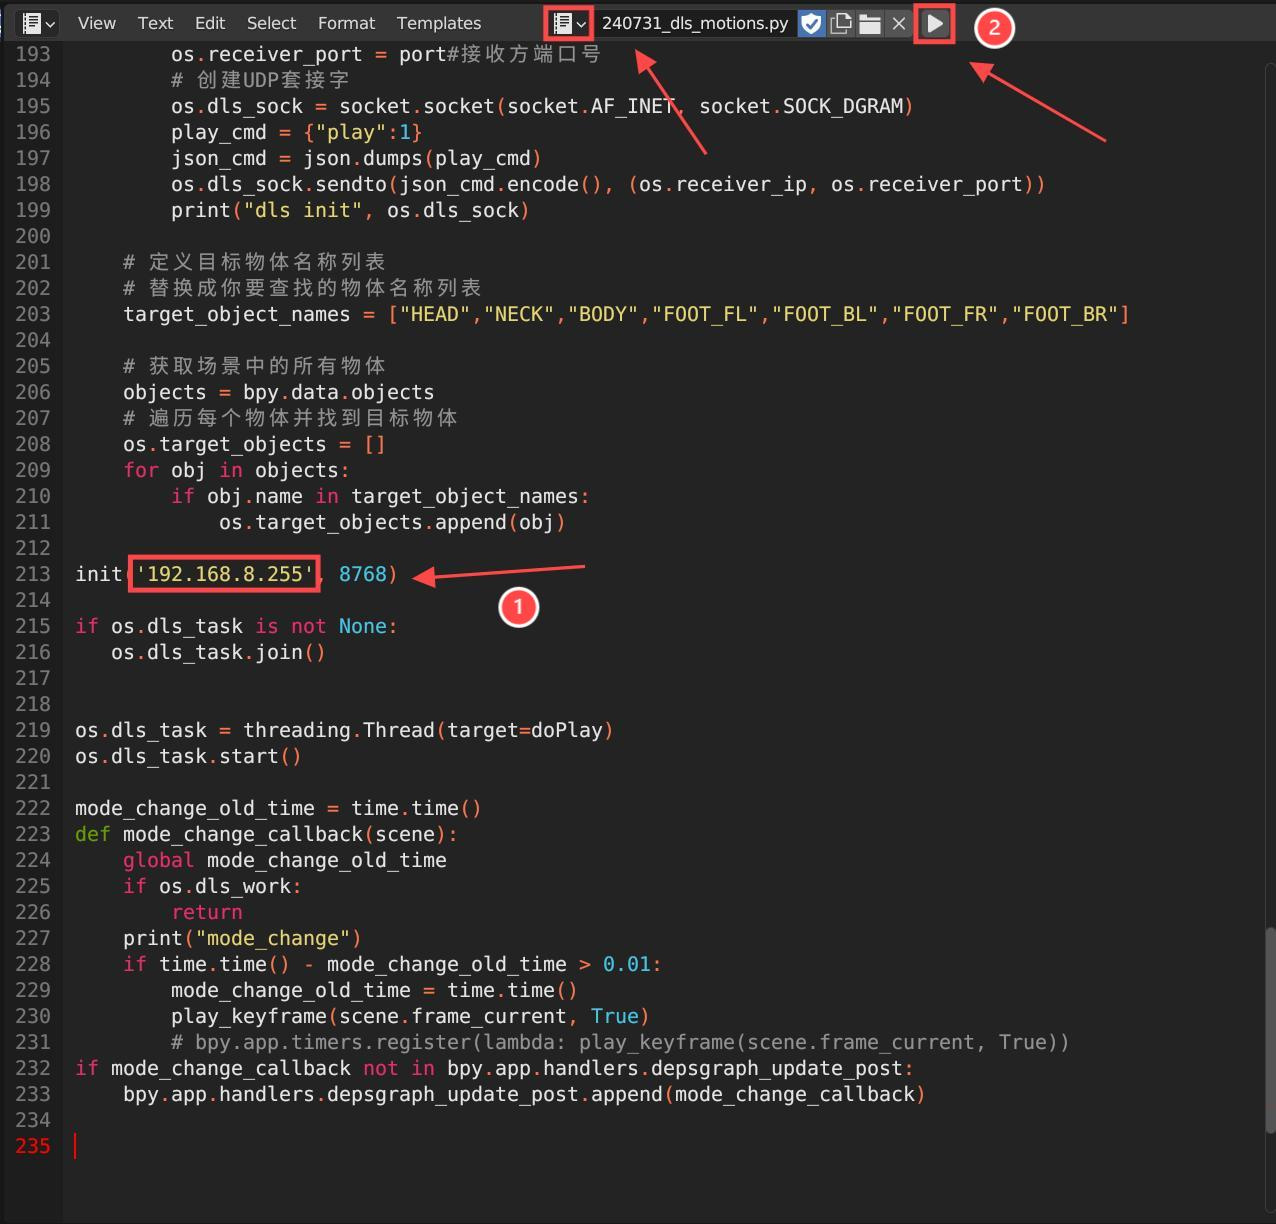 View Text Edit Select Format Templates 240731_dls_motions.py
2
193 os.receiver_port = port#接收方端口号
194 # 创建UDP套接字
195 os.dls_sock = socket.socket(socket.AF_INET, socket.SOCK_DGRAM)
196 play_cmd = {"play":1}
197 json_cmd = json.dumps(play_cmd)
198 os.dls_sock.sendto(json_cmd.encode(), (os.receiver_ip, os.receiver_port))
199 print("dls init", os.dls_sock)
200
201 # 定义目标物体名称列表
202 # 替换成你要查找的物体名称列表
203 target_object_names = ["HEAD","NECK","BODY","FOOT_FL","FOOT_BL","FOOT_FR","FOOT_BR"]
204
205 # 获取场景中的所有物体
206 objects = bpy.data.objects
207 # 遍历每个物体并找到目标物体
208 os.target_objects = []
209 for obj in objects:
210 if obj.name in target_object_names:
211 os.target_objects.append(obj)
212
213 init('192.168.8.255', 8768)
1
214
215 if os.dls_task is not None:
216 os.dls_task.join()
217
218
219 os.dls_task = threading.Thread(target=doPlay)
220 os.dls_task.start()
221
222 mode_change_old_time = time.time()
223 def mode_change_callback(scene):
224 global mode_change_old_time
225 if os.dls_work:
226 return
227 print("mode_change")
228 if time.time() - mode_change_old_time > 0.01:
229 mode_change_old_time = time.time()
230 play_keyframe(scene.frame_current, True)
231 # bpy.app.timers.register(lambda: play_keyframe(scene.frame_current, True))
232 if mode_change_callback not in bpy.app.handlers.depsgraph_update_post:
233 bpy.app.handlers.depsgraph_update_post.append(mode_change_callback)
234
235